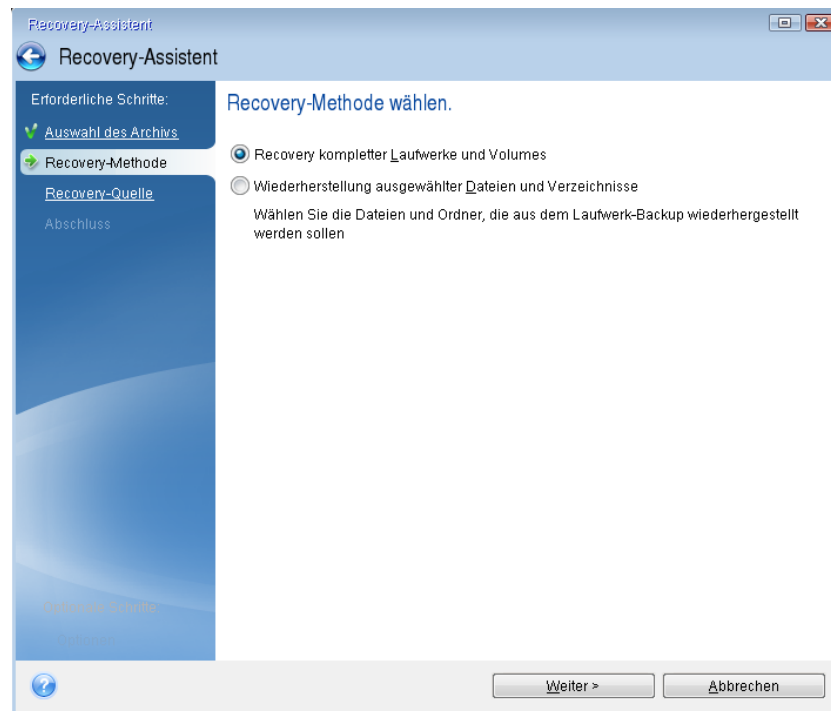 Recovery-Assistent
Recovery-Assistent
Erforderliche Schritte:
Auswahl des Archivs
Recovery-Methode
Recovery-Quelle
Abschluss
Recovery-Methode wählen.
Recovery kompletter Laufwerke und Volumes
Wiederherstellung ausgewählter Dateien und Verzeichnisse
Wählen Sie die Dateien und Ordner, die aus dem Laufwerk-Backup wiederhergestellt
werden sollen
Schritte
Weiter >
Abbrechen